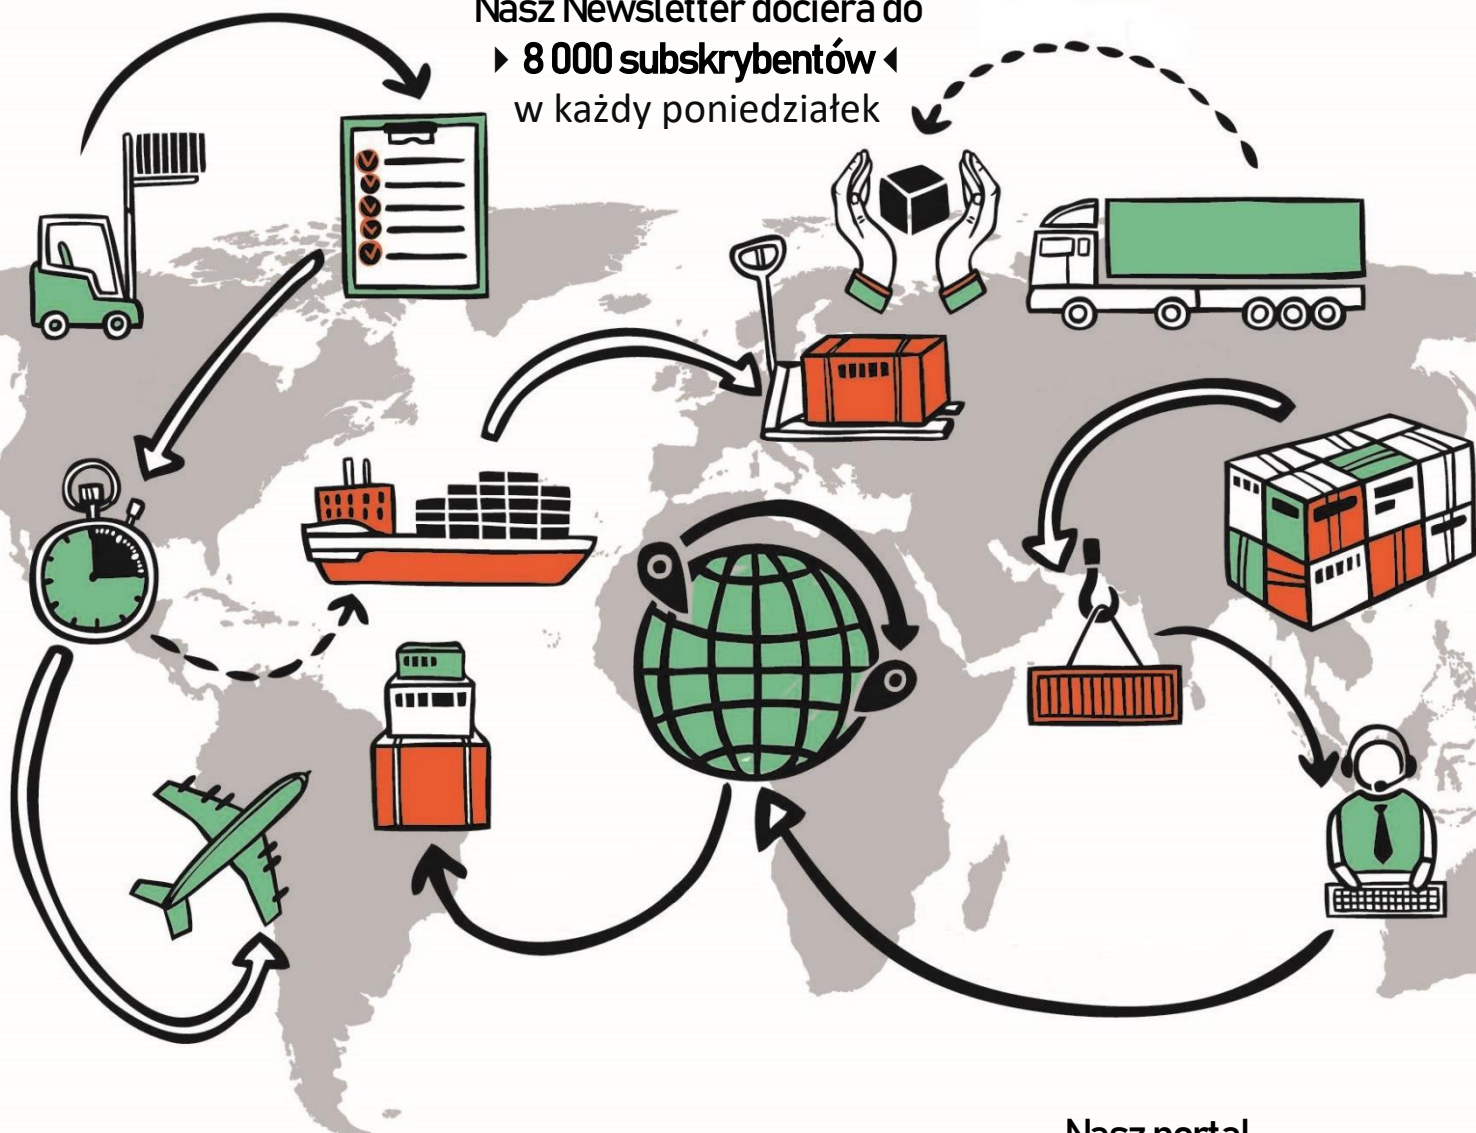 Nasz Newsletter dociera do
8 000 subskrybentów
w każdy poniedziałek
Nasz portal